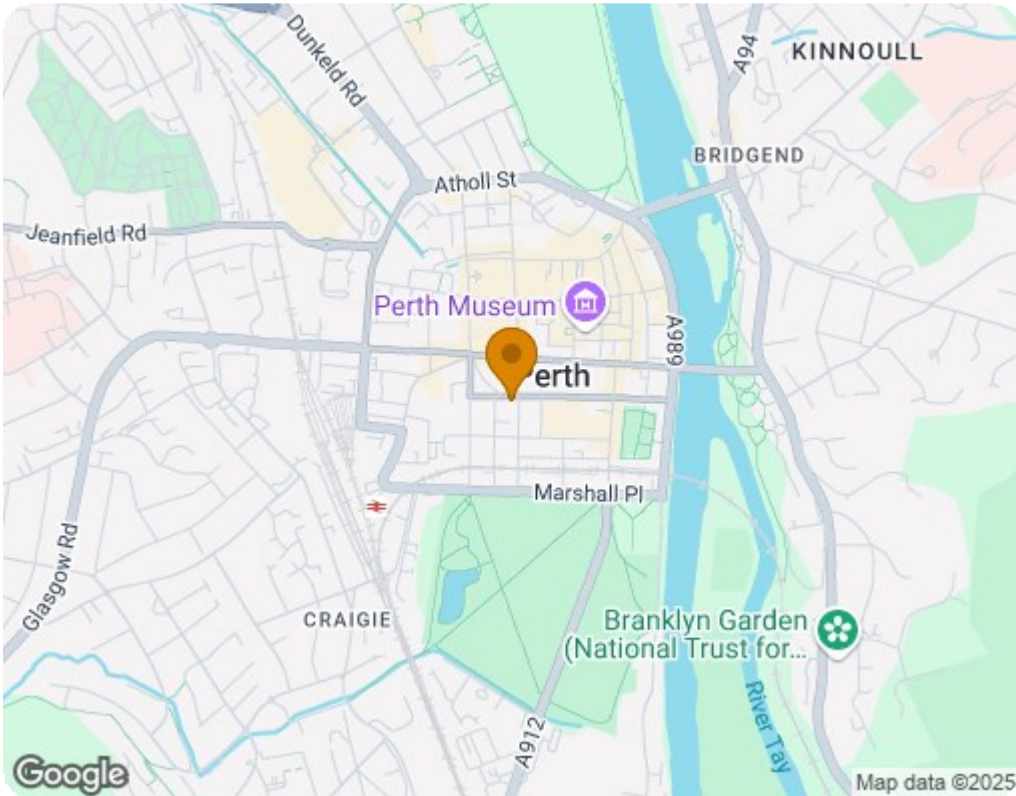 Dunkeld Rd
A94
KINNOULL
BRIDGEND
Atholl St
Jeanfield Rd
Perth Museum
A989
Perth
Marshall Pl
Glasgow Rd
CRAIGIE
Branklyn Garden
(National Trust for...
River Tay
A912
Google
Map data ©2025